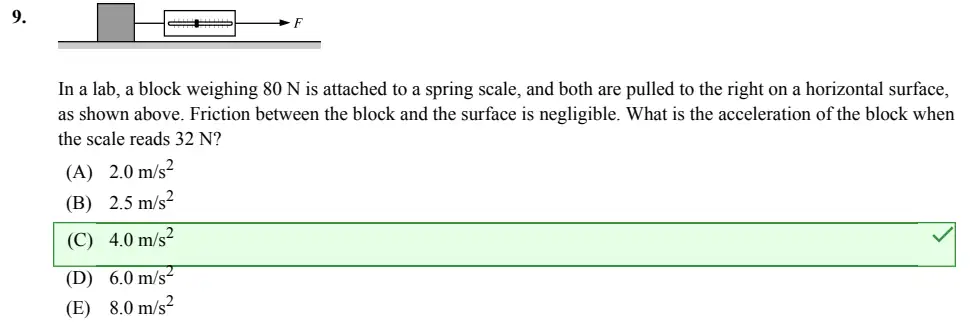 9.
F
In a lab, a block weighing 80 N is attached to a spring scale, and both are pulled to the right on a horizontal surface,
as shown above. Friction between the block and the surface is negligible. What is the acceleration of the block when
the scale reads 32 N?
(A) 2.0 m/s²
(B) 2.5 m/s²
(C) 4.0 m/s²
(D) 6.0 m/s²
(E) 8.0 m/s²